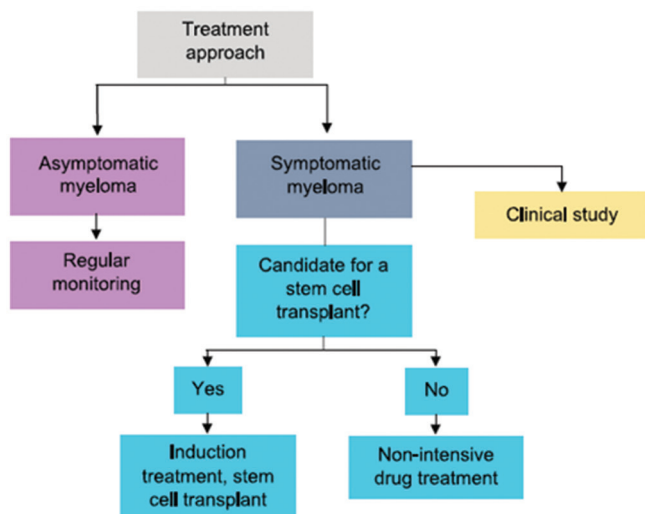 Treatment
approach
Asymptomatic
myeloma
Symptomatic
myeloma
Clinical study
Regular
monitoring
Candidate for a
stem cell
transplant?
Yes
No
Induction
treatment, stem
cell transplant
Non-intensive
drug treatment